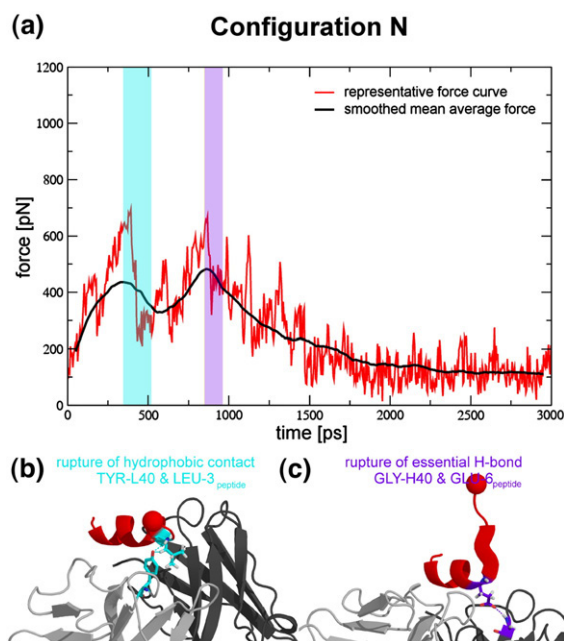 (a) Configuration N
1200
1000
800
600
400
200
0
force [pN]
representative force curve
smoothed mean average force
0 500 1000 1500 2000 2500 3000
time [ps]
(b) rupture of hydrophobic contact
TYR-L40 & LEU-3peptide
(c) rupture of essential H-bond
GLY-H40 & GLU-6peptide